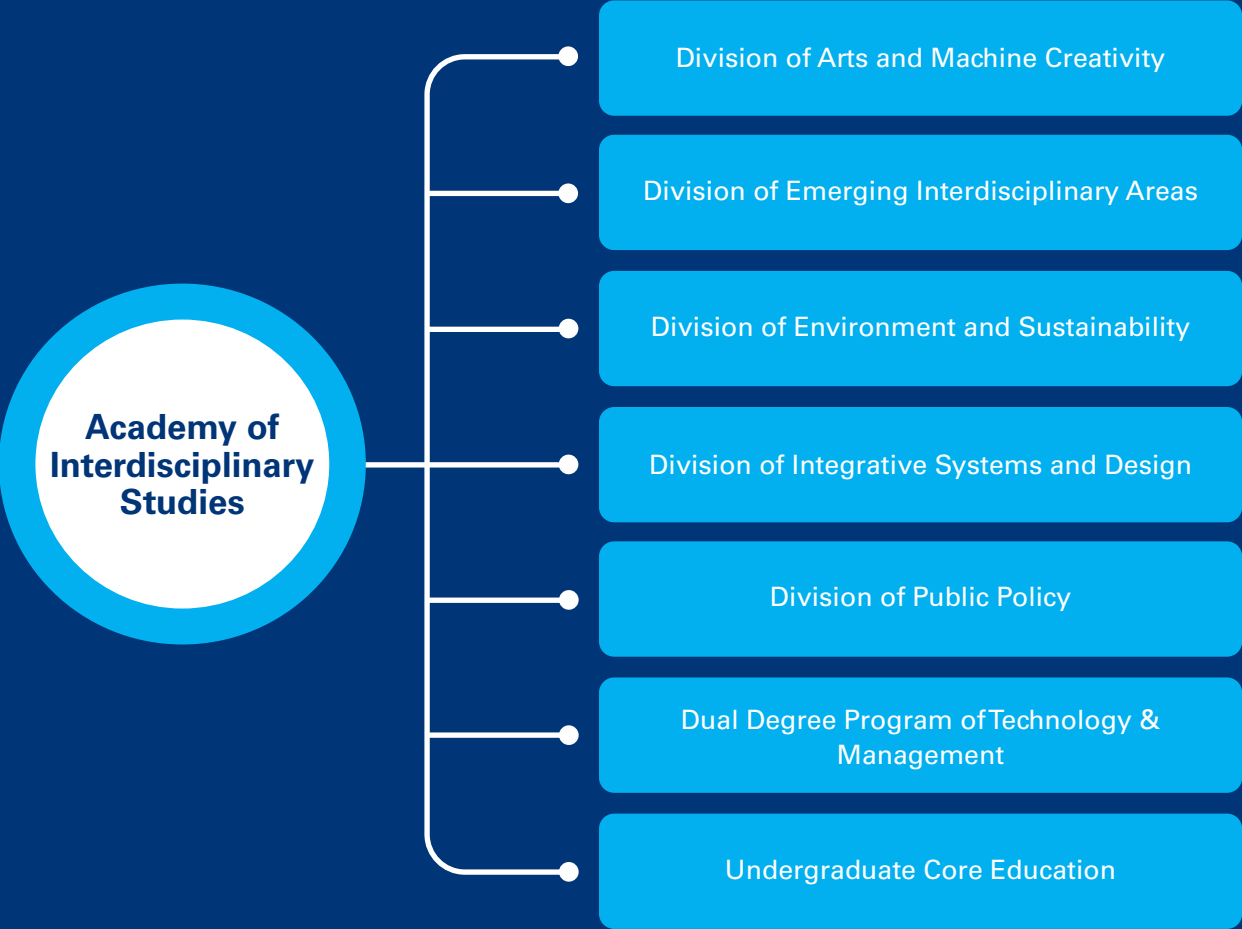 Academy of
Interdisciplinary
Studies
Division of Arts and Machine Creativity
Division of Emerging Interdisciplinary Areas
Division of Environment and Sustainability
Division of Integrative Systems and Design
Division of Public Policy
Dual Degree Program of Technology &
Management
Undergraduate Core Education